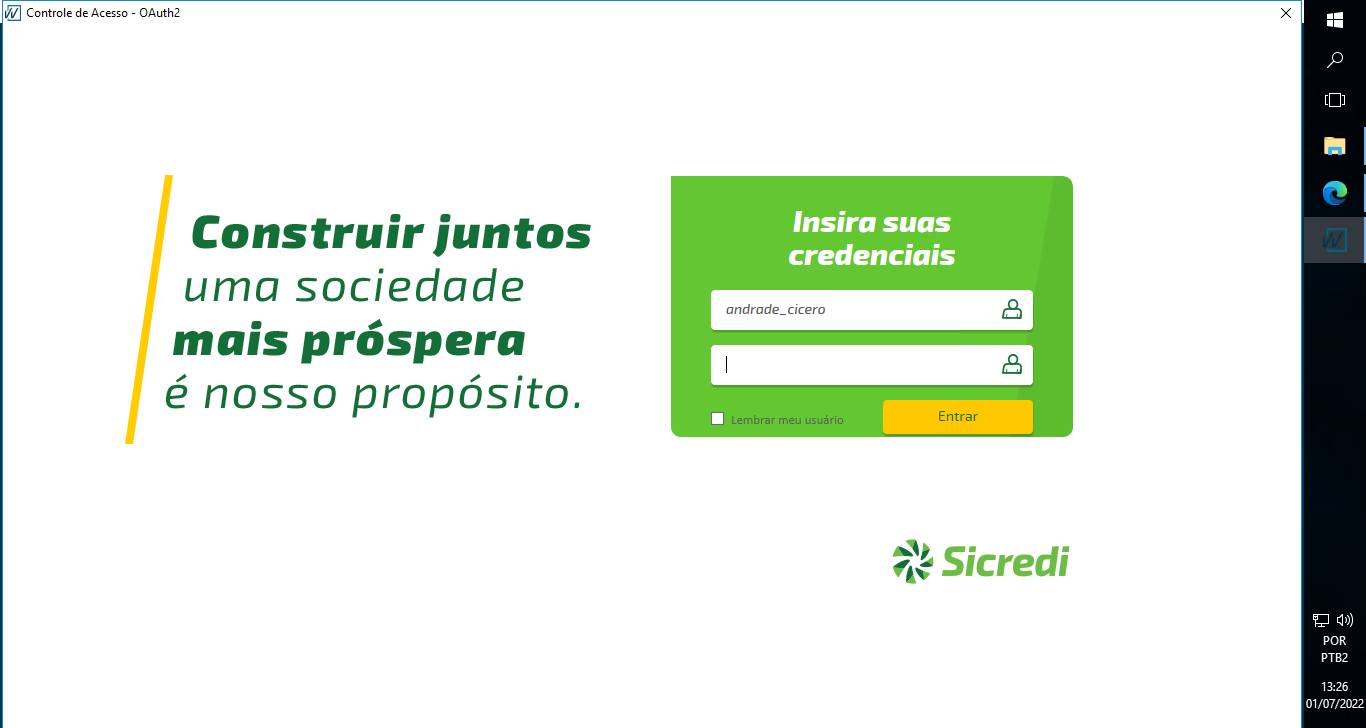 Controle de Acesso - OAuth2
Construir juntos
uma sociedade
mais próspera
é nosso propósito.
Insira suas
credenciais
andrade_cicero
Lembrar meu usuário
Entrar
Sicredi
POR
PTB2
13:26
01/07/2022